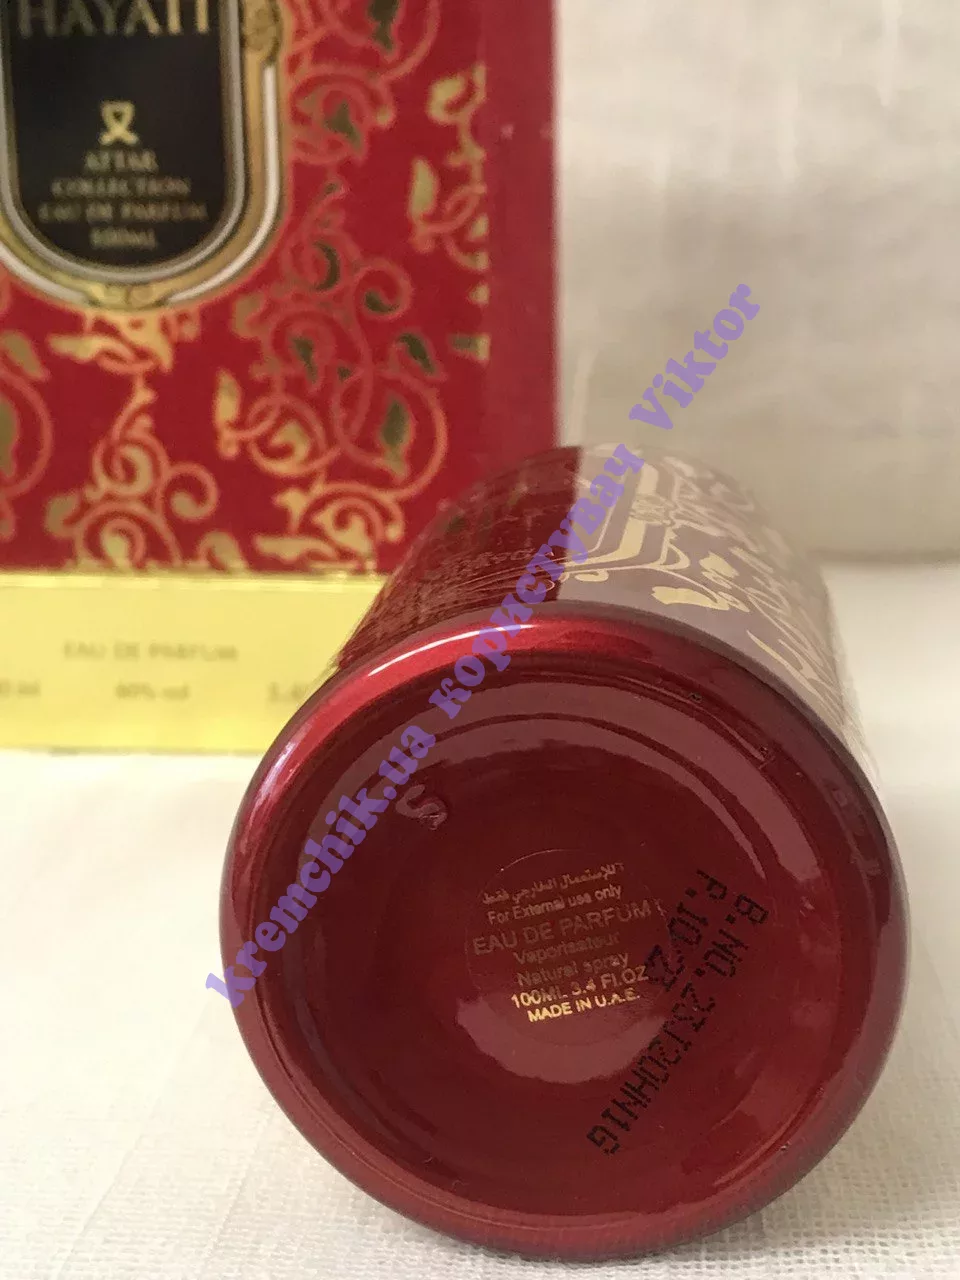 HAYATI
ATTAR
COLLECTION
EAU DE PARFUM
100ML
EAU DE PARFUM
80% vol
kremchik.ua користувач Viktor
للإستعمال الخارجي فقط
For External use only
EAU DE PARFUM
Vaporisateur
Natural spray
100ML 3.4 Fl.OZ
MADE IN U.A.E.
B.NO.
P.10/23